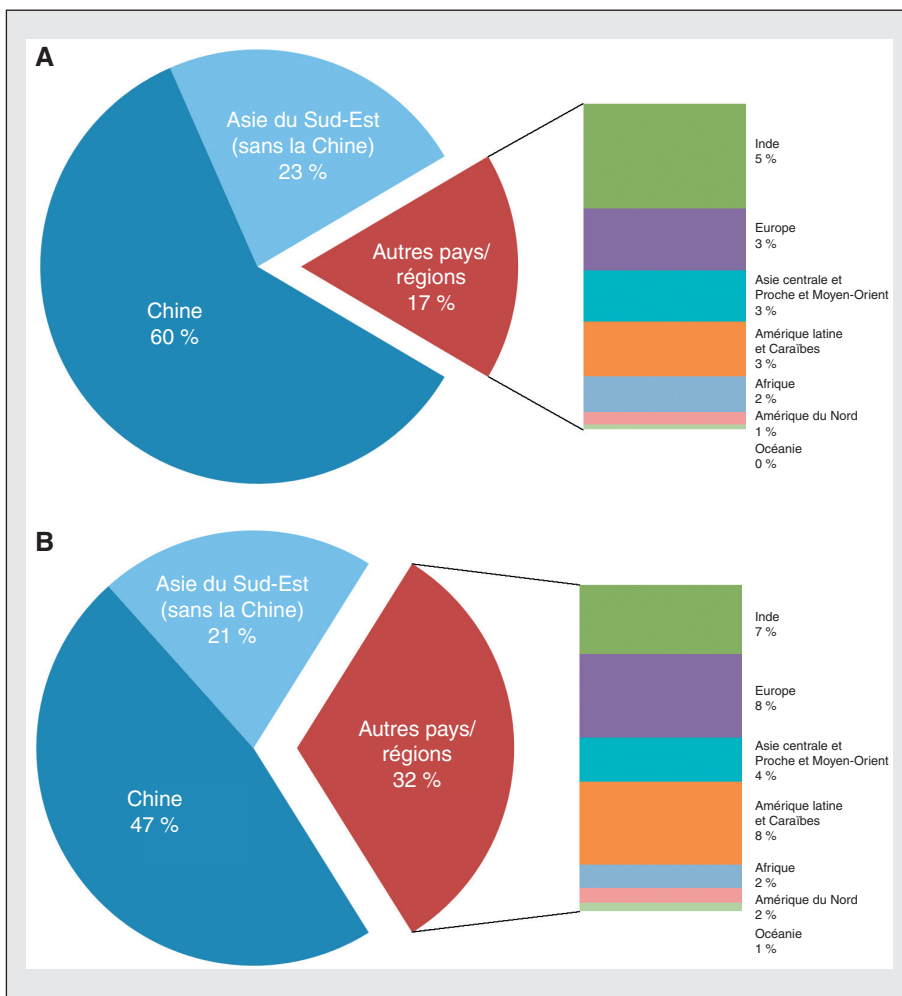 A
Asie du Sud-Est
(sans la Chine)
23 %
Autres pays/
régions
17 %
Chine
60 %
Inde
5 %
Europe
3 %
Asie centrale et
Proche et Moyen-Orient
3 %
Amérique latine
et Caraïbes
3 %
Afrique
2 %
Amérique du Nord
1 %
Océanie
0 %
B
Asie du Sud-Est
(sans la Chine)
21 %
Autres pays/
régions
32 %
Chine
47 %
Inde
7 %
Europe
8 %
Asie centrale et
Proche et Moyen-Orient
4 %
Amérique latine
et Caraïbes
8 %
Afrique
2 %
Amérique du Nord
2 %
Océanie
1 %